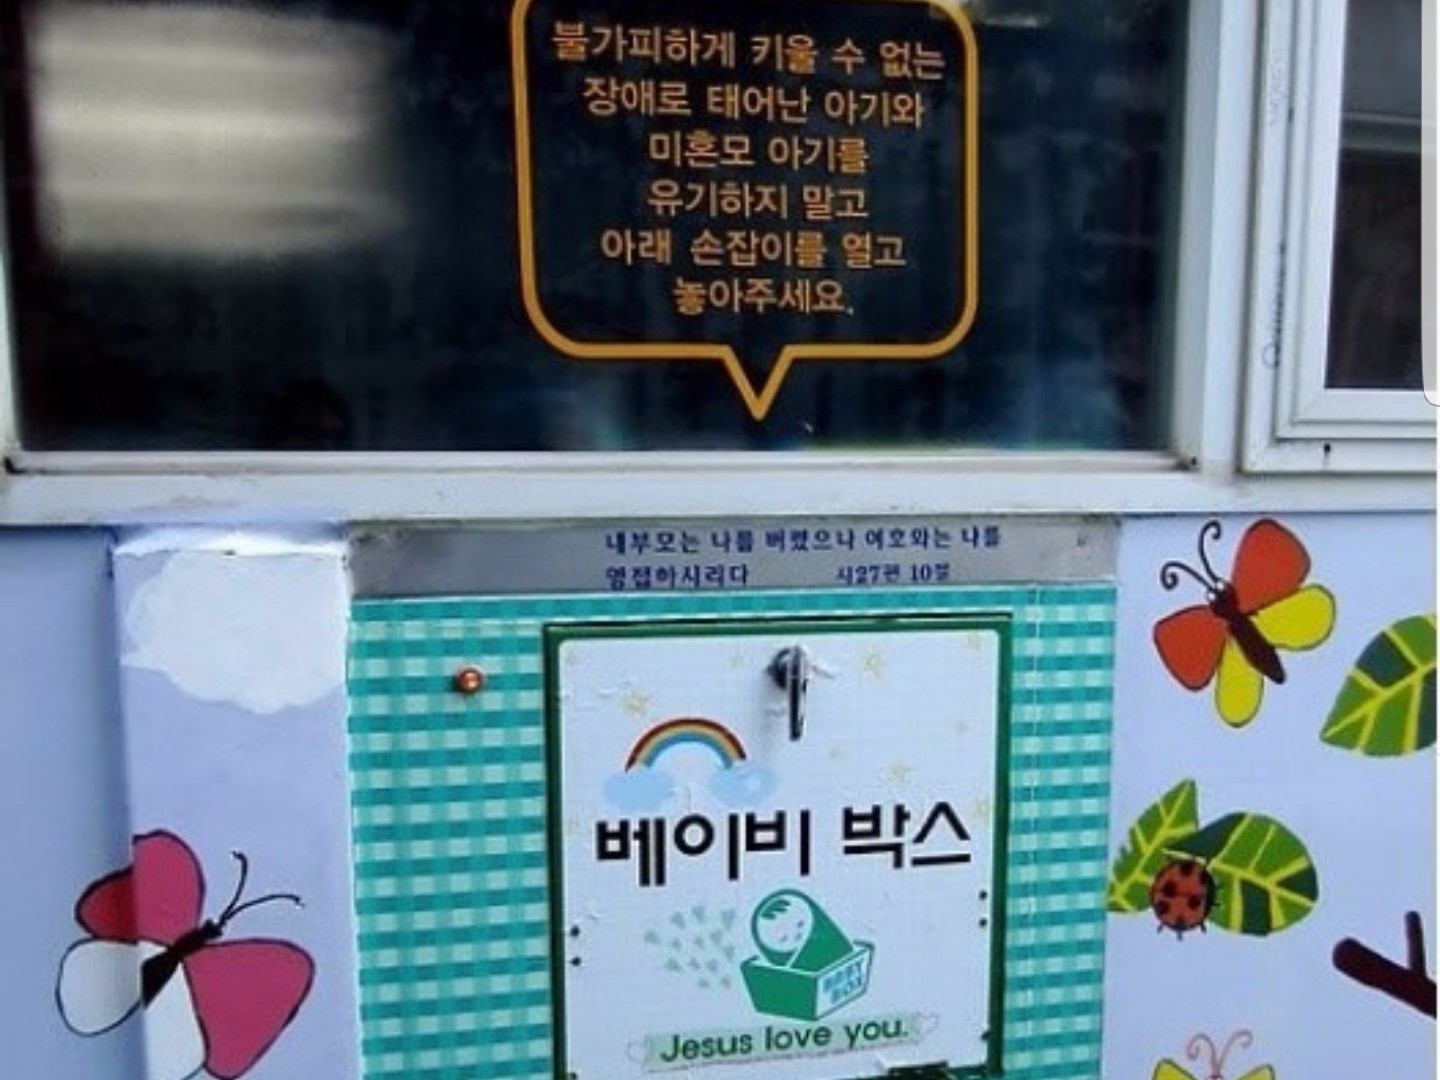 불가피하게 키울 수 없는
장애로 태어난 아기와
미혼모 아기를
유기하지 말고
아래 손잡이를 열고
놓아주세요.
내부모는 나를 버렸으나 여호와는 나를
영접하시리다 시27편 10절
베이비 박스
BABY
BOX
Jesus love you.